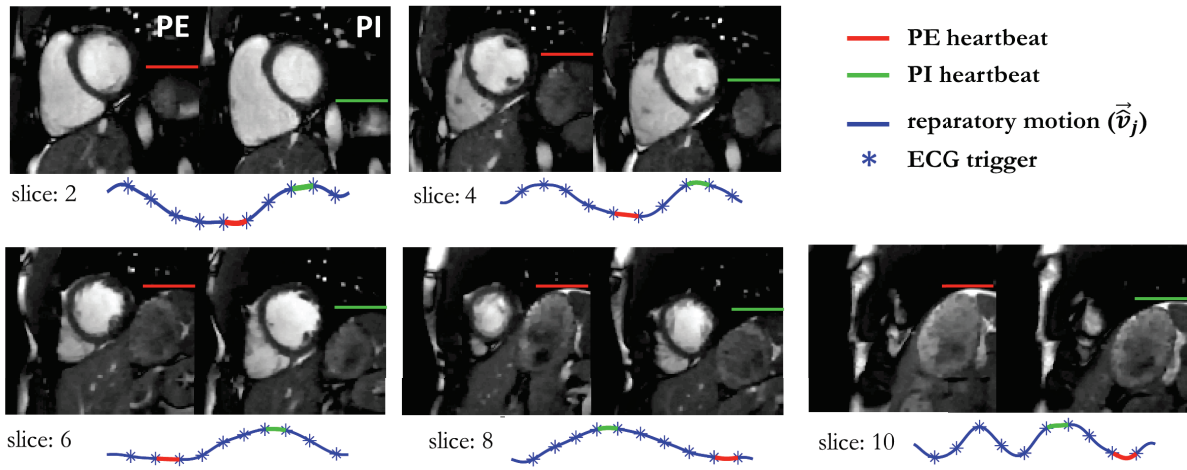 PE
PI
PE heartbeat
PI heartbeat
reparatory motion (v̂⃗ⱼ)
ECG trigger
slice: 2
slice: 4
slice: 6
slice: 8
slice: 10